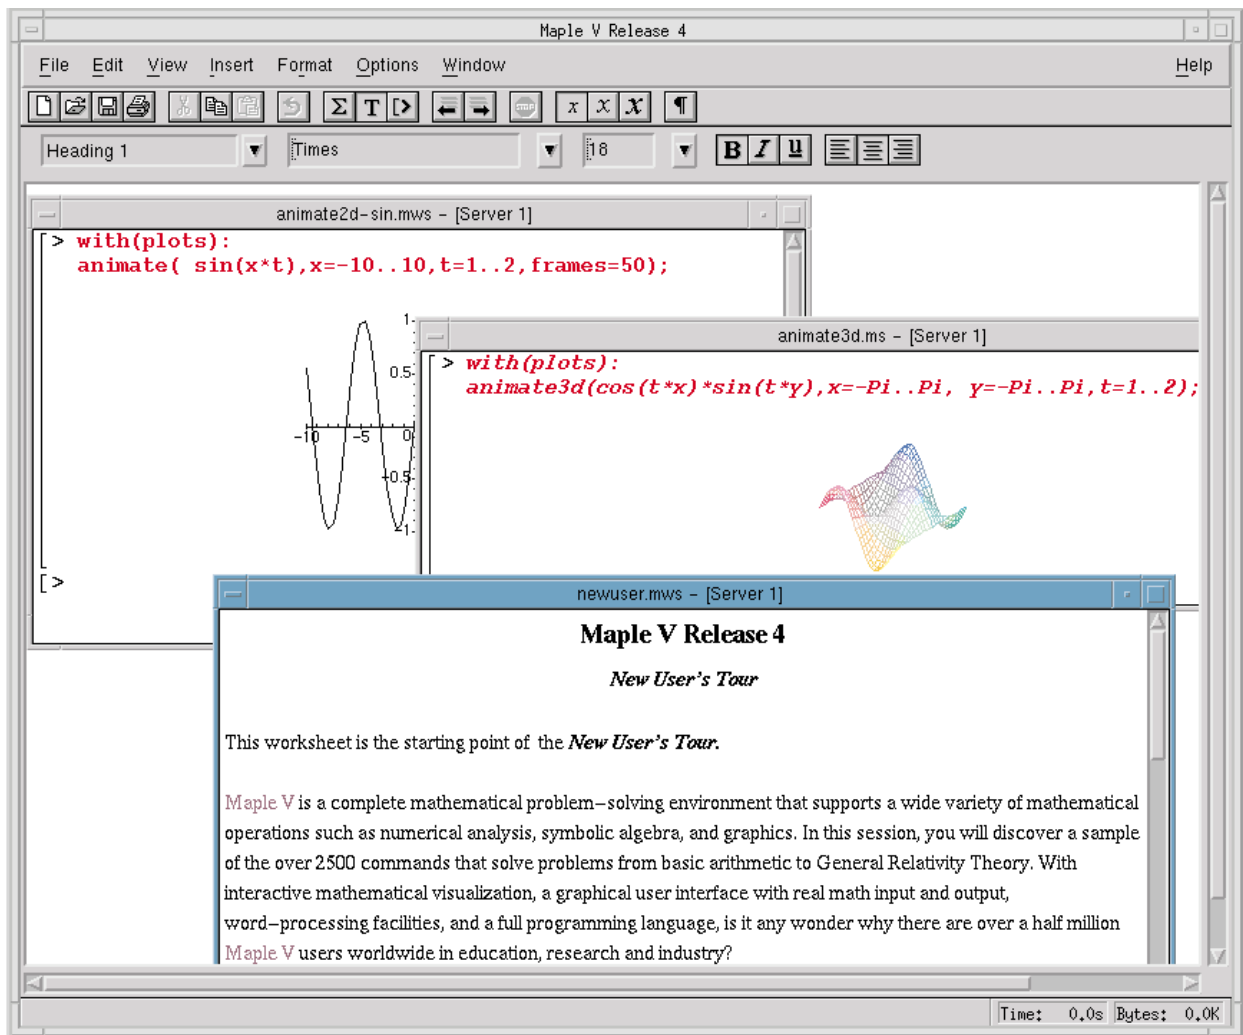 Maple V Release 4
File Edit View Insert Format Options Window Help
Σ T [> STOP x x x ¶
Heading 1 Times 18 B I u
animate2d-sin.mws - [Server 1]
[> with(plots):
animate( sin(x*t),x=-10..10,t=1..2,frames=50);
1
0.5
-10 -5 0
-0.5
-1
[>
animate3d.ms - [Server 1]
[> with(plots):
animate3d(cos(t*x)*sin(t*y),x=-Pi..Pi, y=-Pi..Pi,t=1..2);
newuser.mws - [Server 1]
Maple V Release 4
New User's Tour
This worksheet is the starting point of the New User's Tour.
Maple V is a complete mathematical problem-solving environment that supports a wide variety of mathematical
operations such as numerical analysis, symbolic algebra, and graphics. In this session, you will discover a sample
of the over 2500 commands that solve problems from basic arithmetic to General Relativity Theory. With
interactive mathematical visualization, a graphical user interface with real math input and output,
word-processing facilities, and a full programming language, is it any wonder why there are over a half million
Maple V users worldwide in education, research and industry?
Time: 0.0s Bytes: 0.0K